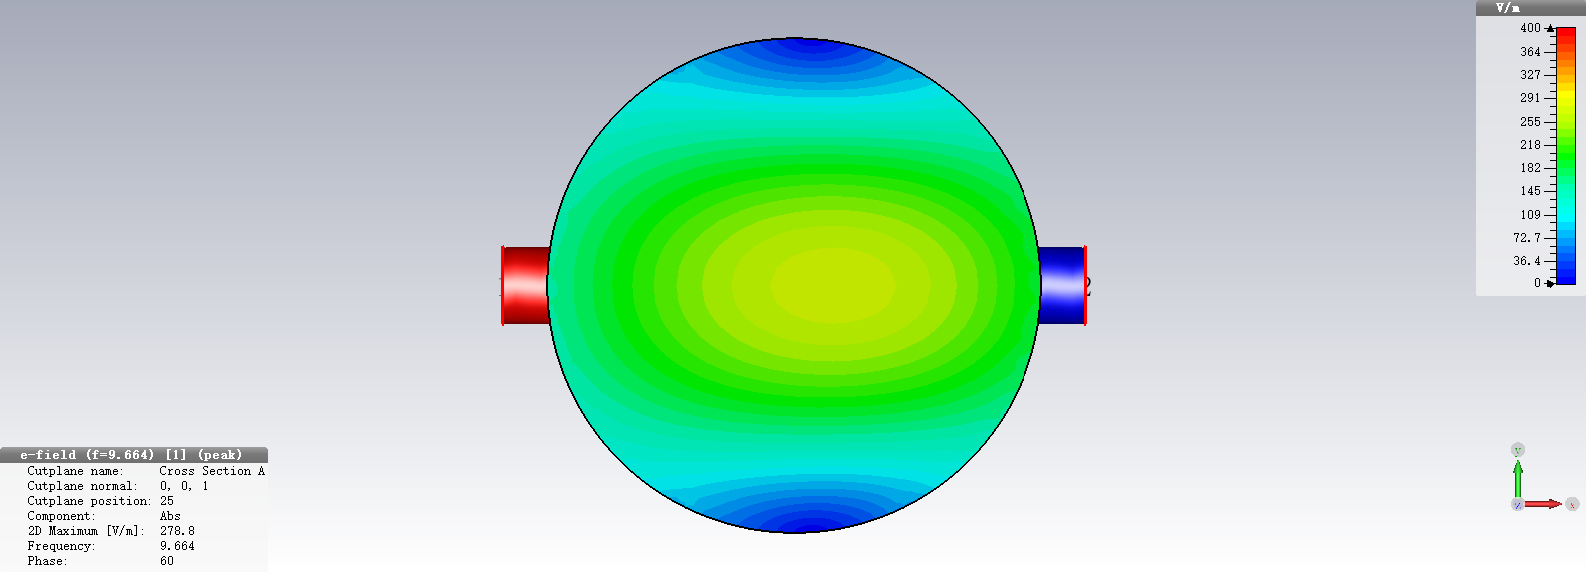 V/m
400
364
327
291
255
218
182
145
109
72.7
36.4
0
2
e-field (f=9.664) [1] (peak)
Cutplane name: Cross Section A
Cutplane normal: 0, 0, 1
Cutplane position: 25
Component: Abs
2D Maximum [V/m]: 278.8
Frequency: 9.664
Phase: 60
Y
Z
X